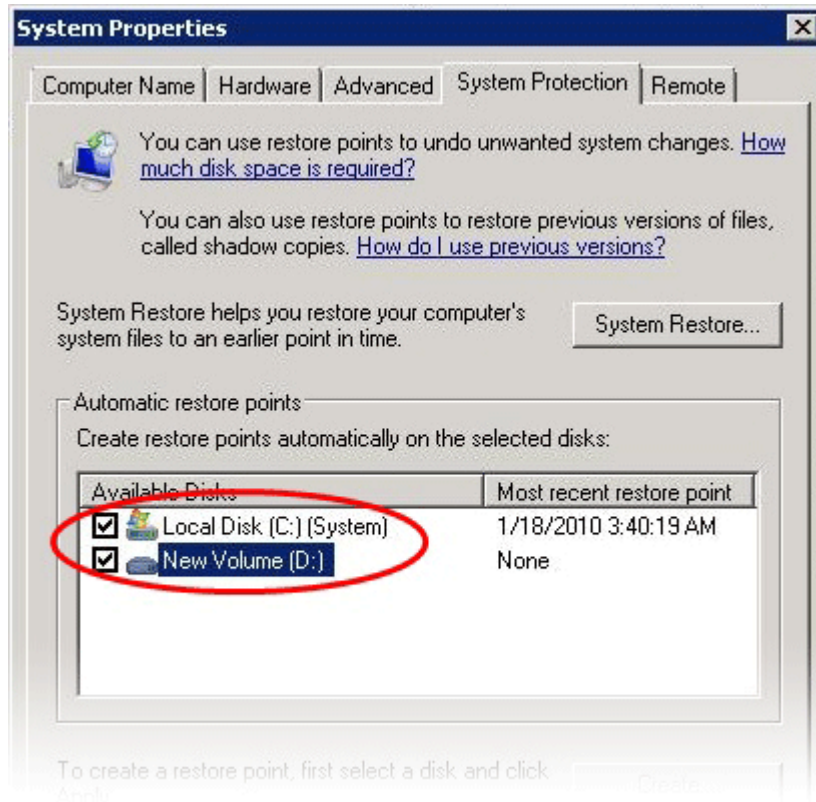 System Properties
Computer Name Hardware Advanced System Protection Remote
You can use restore points to undo unwanted system changes. How
much disk space is required?
You can also use restore points to restore previous versions of files,
called shadow copies. How do I use previous versions?
System Restore helps you restore your computer's
system files to an earlier point in time.
System Restore...
Automatic restore points
Create restore points automatically on the selected disks:
Available Disks Most recent restore point
Local Disk (C:) (System) 1/18/2010 3:40:19 AM
New Volume (D:) None
To create a restore point, first select a disk and click
Apply.
Create...